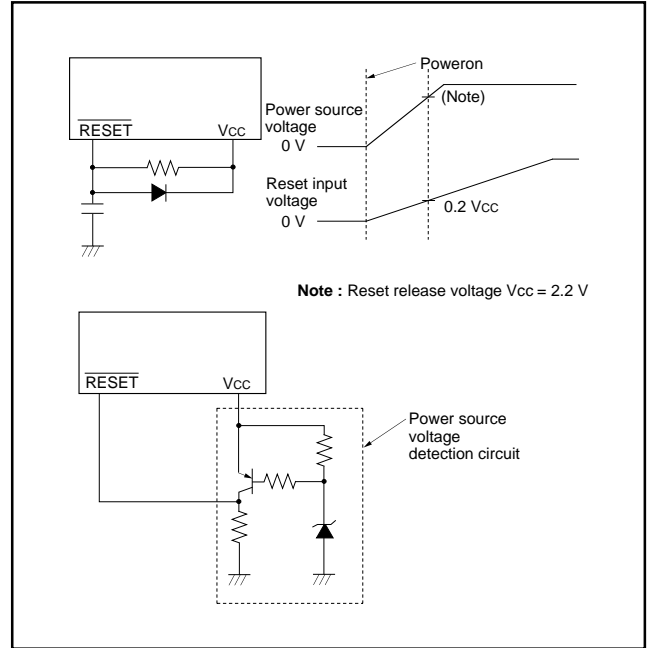 RESET Vcc
Poweron
(Note)
Power source
voltage
0 V
Reset input
voltage
0 V
0.2 Vcc
Note : Reset release voltage Vcc = 2.2 V
RESET Vcc
Power source
voltage
detection circuit